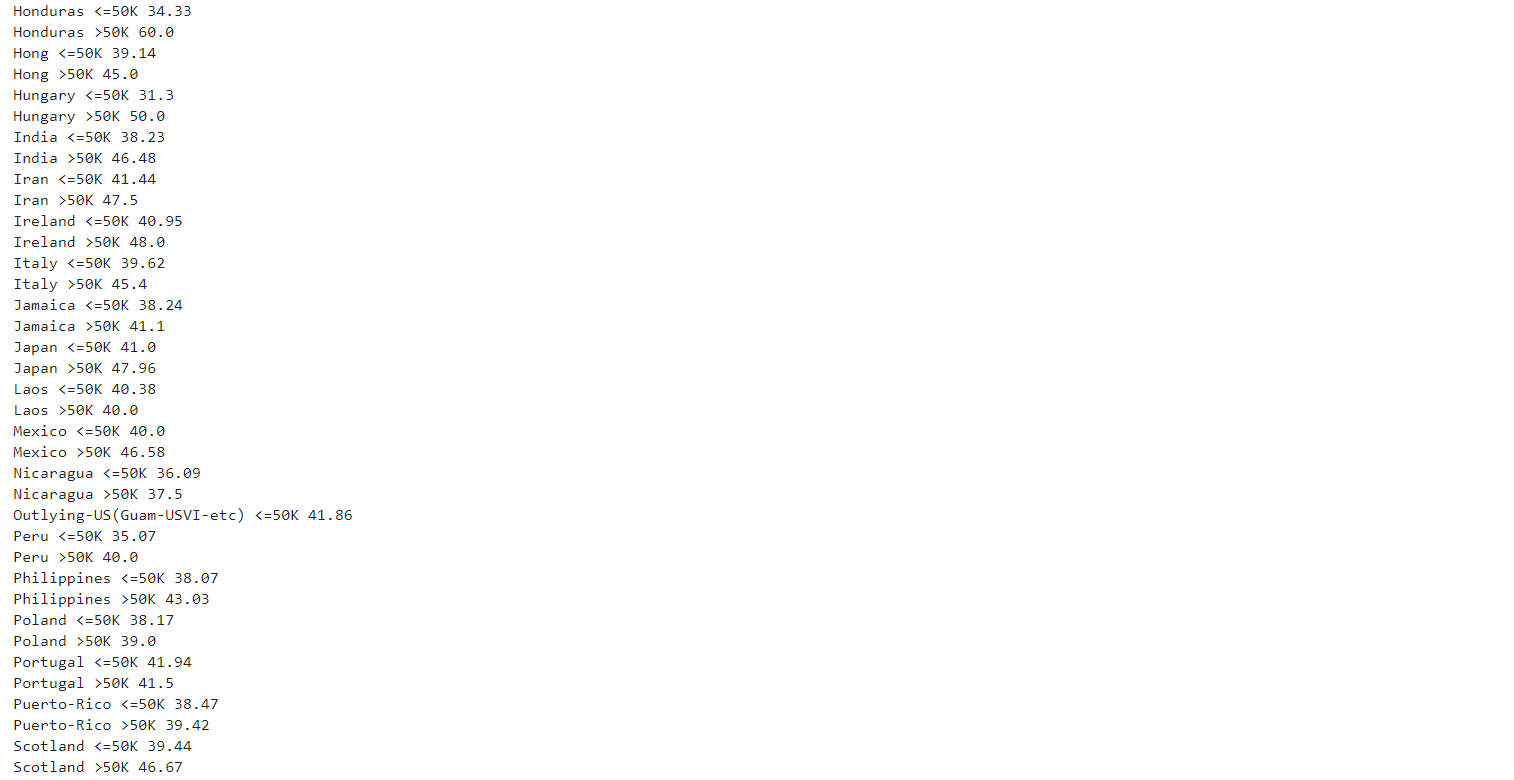 Honduras <=50K 34.33
Honduras >50K 60.0
Hong <=50K 39.14
Hong >50K 45.0
Hungary <=50K 31.3
Hungary >50K 50.0
India <=50K 38.23
India >50K 46.48
Iran <=50K 41.44
Iran >50K 47.5
Ireland <=50K 40.95
Ireland >50K 48.0
Italy <=50K 39.62
Italy >50K 45.4
Jamaica <=50K 38.24
Jamaica >50K 41.1
Japan <=50K 41.0
Japan >50K 47.96
Laos <=50K 40.38
Laos >50K 40.0
Mexico <=50K 40.0
Mexico >50K 46.58
Nicaragua <=50K 36.09
Nicaragua >50K 37.5
Outlying-US(Guam-USVI-etc) <=50K 41.86
Peru <=50K 35.07
Peru >50K 40.0
Philippines <=50K 38.07
Philippines >50K 43.03
Poland <=50K 38.17
Poland >50K 39.0
Portugal <=50K 41.94
Portugal >50K 41.5
Puerto-Rico <=50K 38.47
Puerto-Rico >50K 39.42
Scotland <=50K 39.44
Scotland >50K 46.67